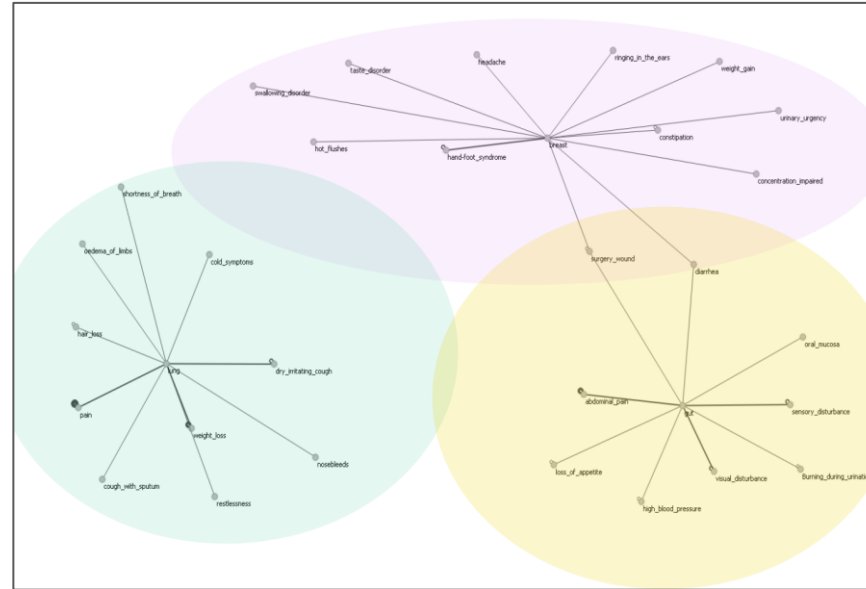 headache
ringing_in_the_ears
taste_disorder
weight_gain
swallowing_disorder
urinary_urgency
constipation
breast
hot_flushes
hand-foot_syndrome
concentration_impaired
shortness_of_breath
oedema_of_limbs
cold_symptoms
surgery_wound
diarrhea
hair_loss
oral_mucosa
lung
dry_irritating_cough
abdominal_pain
sensory_disturbance
pain
gut
weight_loss
nosebleeds
loss_of_appetite
visual_disturbance
Burning_during_urinatio
cough_with_sputum
restlessness
high_blood_pressure